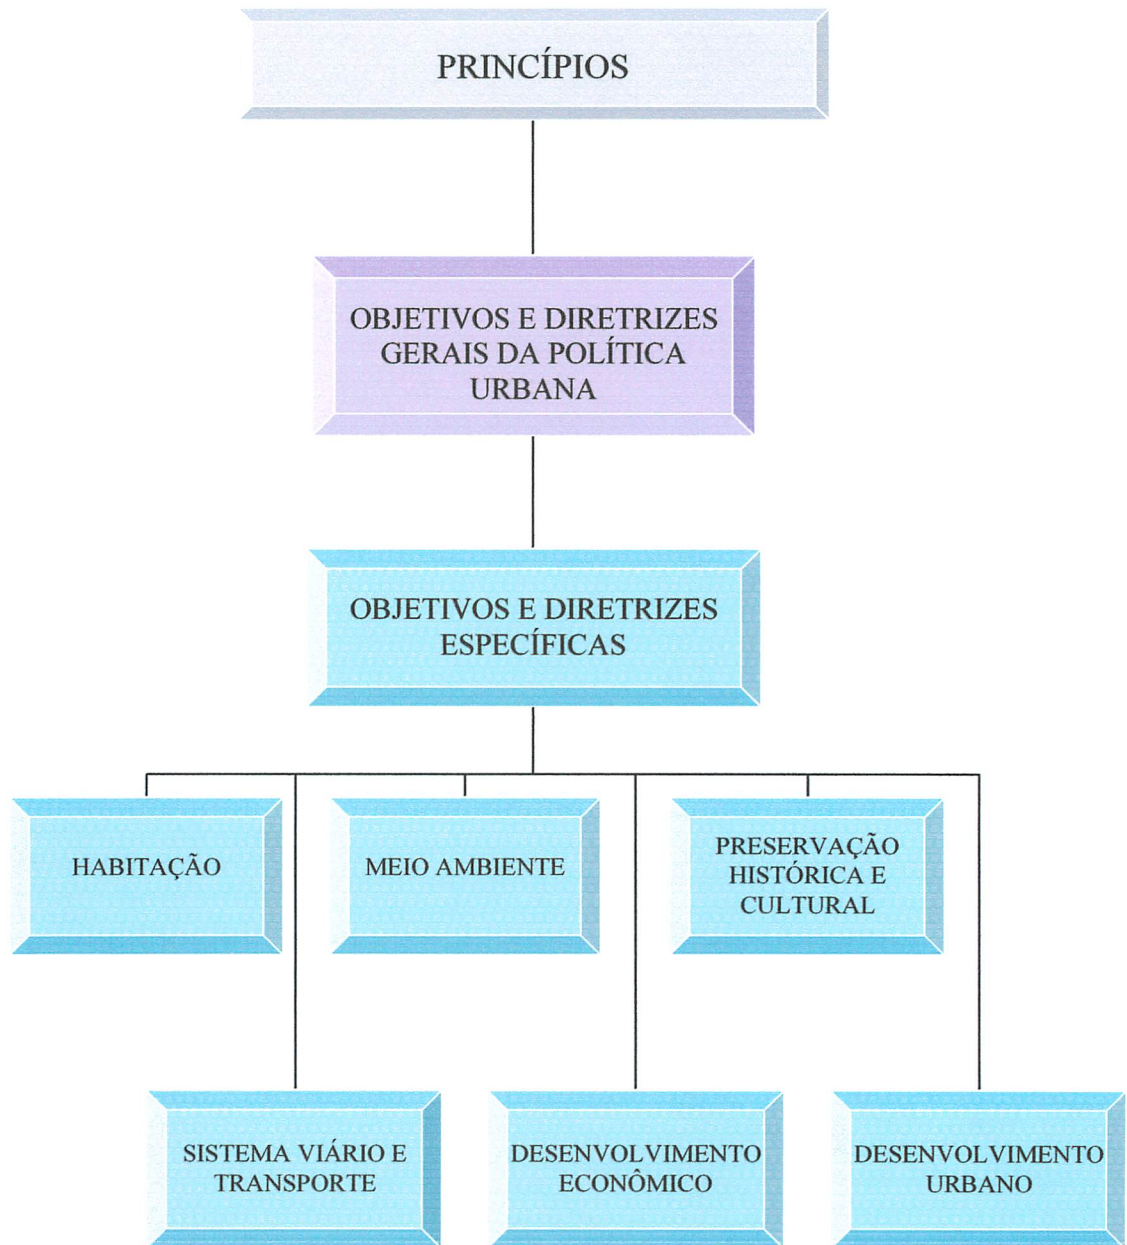 PRINCÍPIOS
OBJETIVOS E DIRETRIZES
GERAIS DA POLÍTICA
URBANA
OBJETIVOS E DIRETRIZES
ESPECÍFICAS
HABITAÇÃO
MEIO AMBIENTE
PRESERVAÇÃO
HISTÓRICA E
CULTURAL
SISTEMA VIÁRIO E
TRANSPORTE
DESENVOLVIMENTO
ECONÔMICO
DESENVOLVIMENTO
URBANO